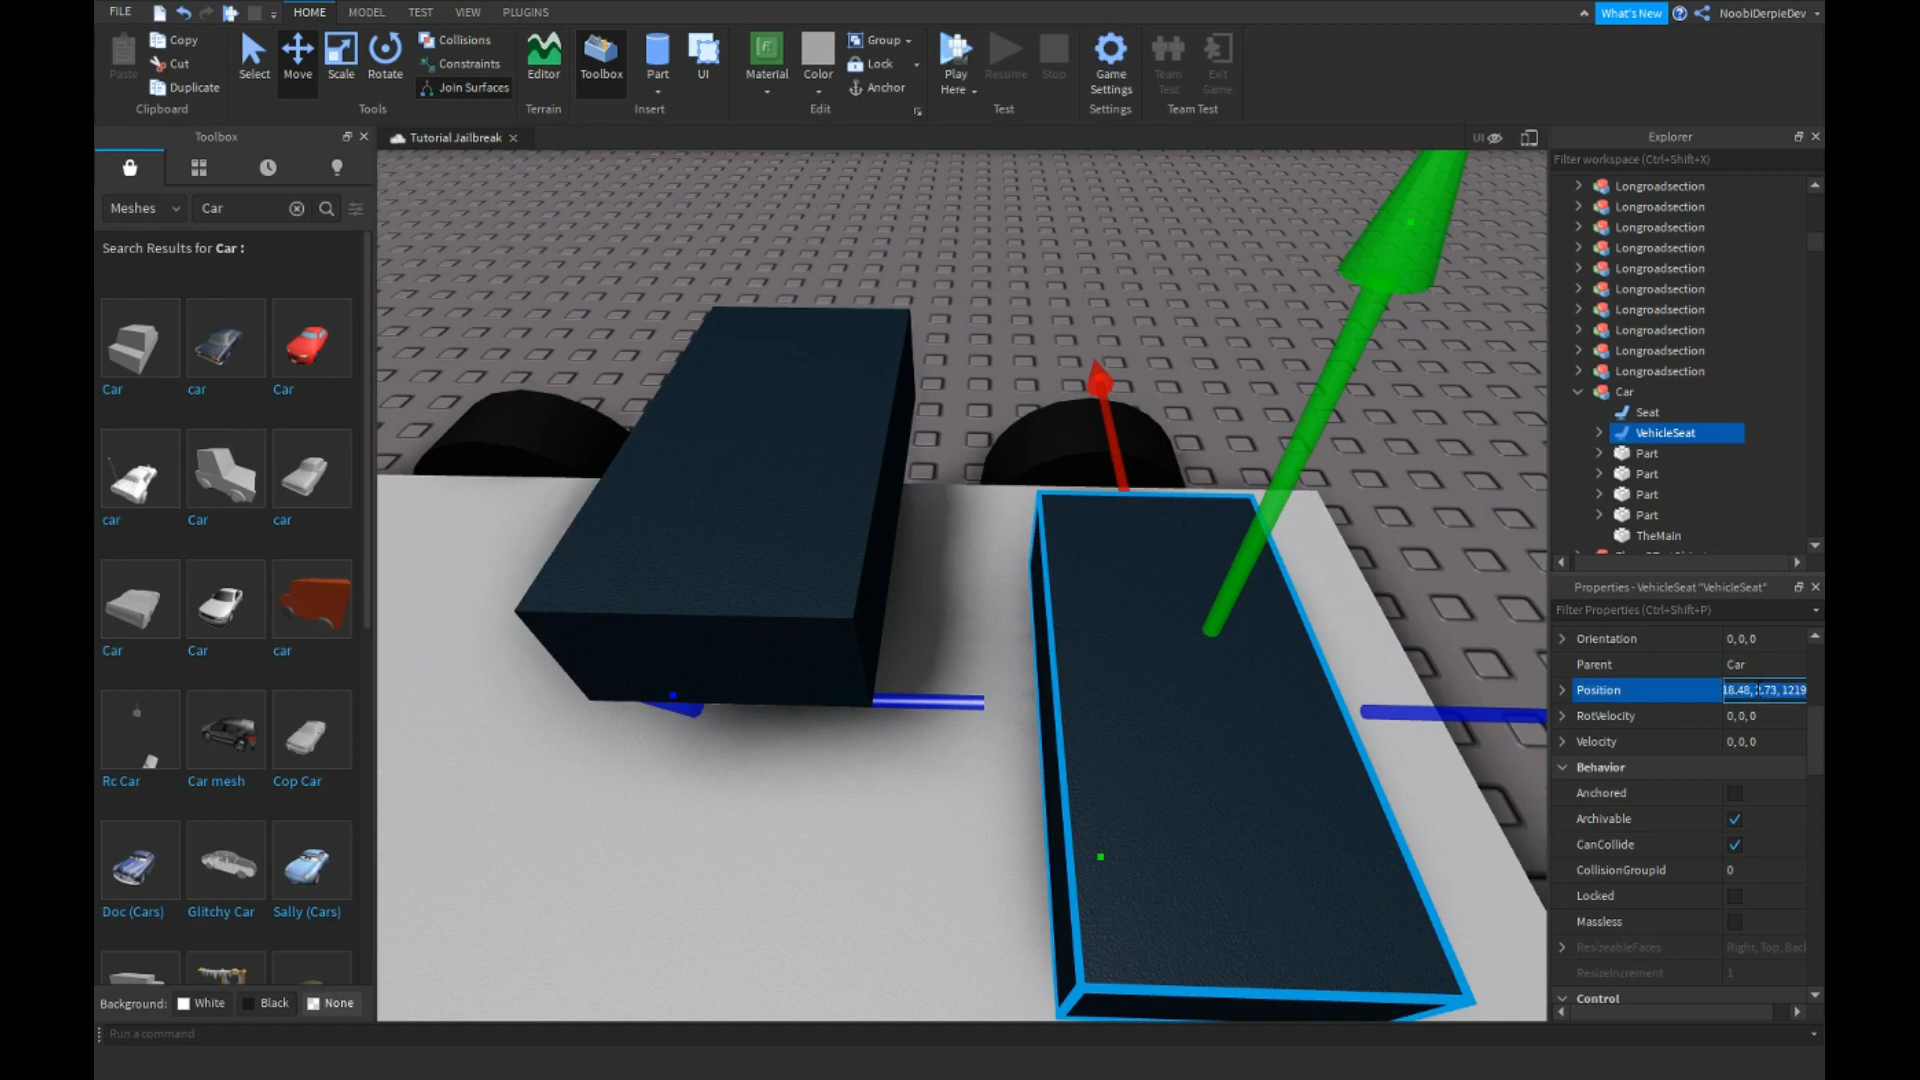 FILE HOME MODEL TEST VIEW PLUGINS What's New NoobiDerpieDev
Paste Copy Cut Duplicate Clipboard
Select Move Scale Rotate Collisions Constraints Join Surfaces Tools
Editor Terrain
Toolbox Part UI Insert
Material Color Group Lock Anchor Edit
Play Here Resume Stop Test
Game Settings Settings
Team Test Exit Game Team Test
Toolbox
Tutorial Jailbreak
UI
Explorer
Meshes Car
Search Results for Car :
Car car Car
car Car car
Car Car car
Rc Car Car mesh Cop Car
Doc (Cars) Glitchy Car Sally (Cars)
Background: White Black None
Run a command
Filter workspace (Ctrl+Shift+X)
Longroadsection
Longroadsection
Longroadsection
Longroadsection
Longroadsection
Longroadsection
Longroadsection
Longroadsection
Longroadsection
Longroadsection
Car
Seat
VehicleSeat
Part
Part
Part
Part
TheMain
Properties - VehicleSeat "VehicleSeat"
Filter Properties (Ctrl+Shift+P)
Orientation 0, 0, 0
Parent Car
Position 18.48, 2.73, 1219
RotVelocity 0, 0, 0
Velocity 0, 0, 0
Behavior
Anchored
Archivable
CanCollide
CollisionGroupId 0
Locked
Massless
ResizeableFaces Right, Top, Back
ResizeIncrement 1
Control